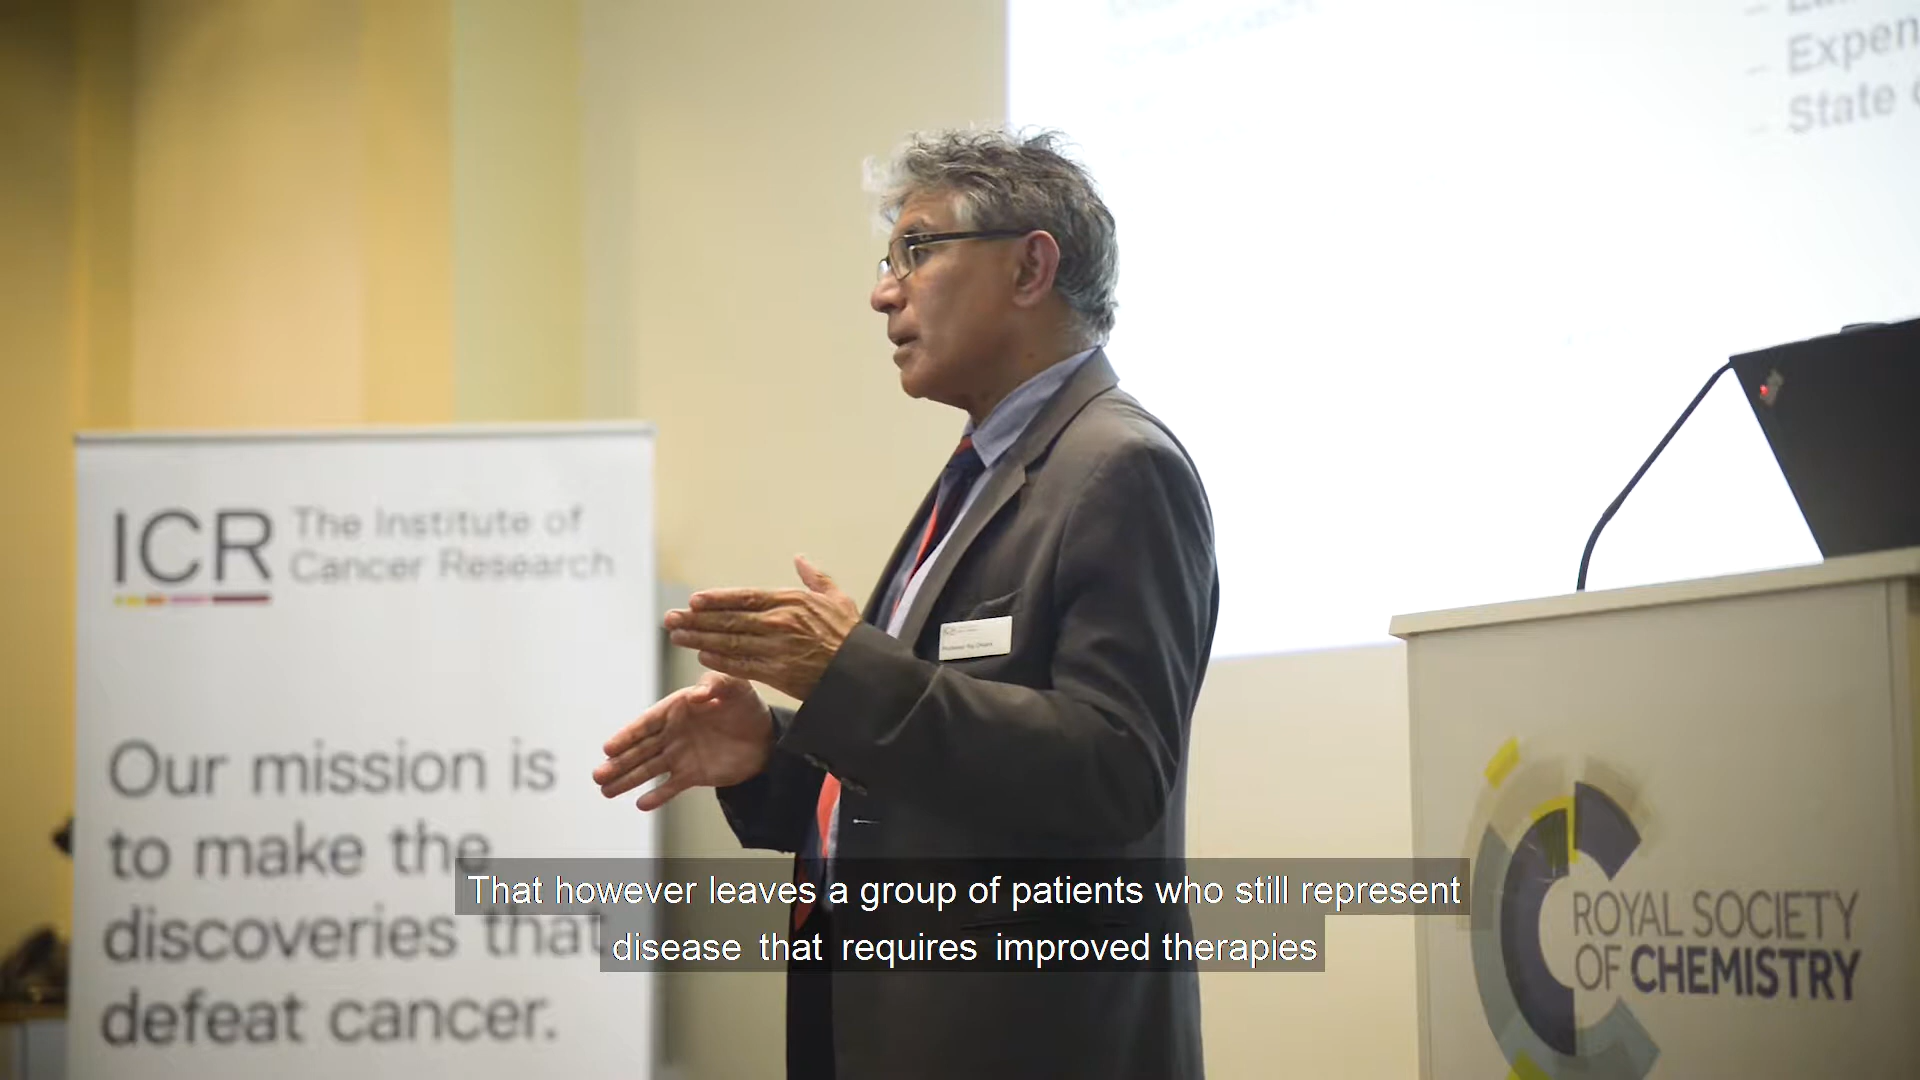 Expen
State
ICR The Institute of
Cancer Research
Our mission is
to make the
discoveries that
defeat cancer.
ICR
ROYAL SOCIETY
OF CHEMISTRY
That however leaves a group of patients who still represent
disease that requires improved therapies